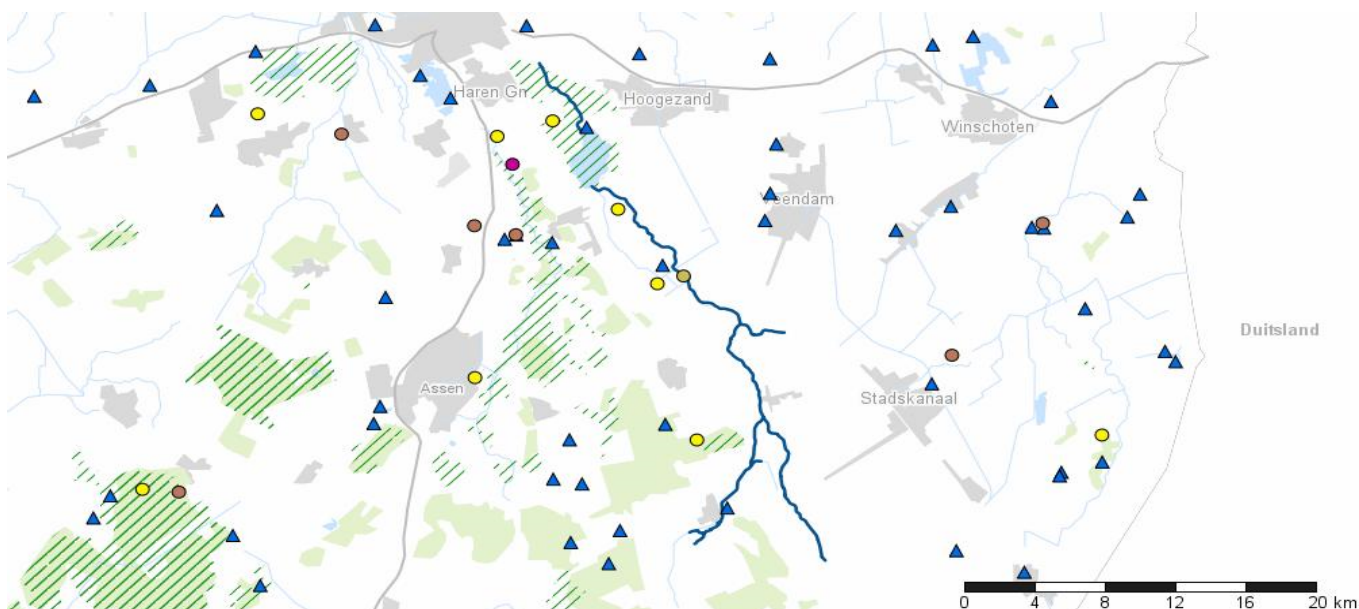 Haren Gn
Hoogezand
Winschoten
Veendam
Duitsland
Assen
Stadskanaal
0 4 8 12 16 20 km